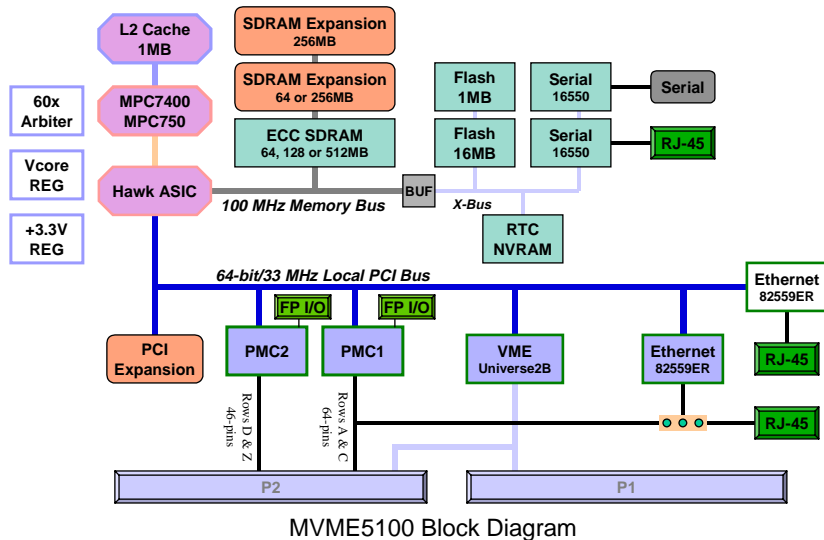 L2 Cache
1MB
SDRAM Expansion
256MB
60x
Arbiter
MPC7400
MPC750
SDRAM Expansion
64 or 256MB
Flash
1MB
Serial
16550
Serial
Vcore
REG
ECC SDRAM
64, 128 or 512MB
Flash
16MB
Serial
16550
RJ-45
Hawk ASIC
BUF
100 MHz Memory Bus
X-Bus
+3.3V
REG
RTC
NVRAM
64-bit/33 MHz Local PCI Bus
Ethernet
82559ER
FP I/O
FP I/O
PCI
Expansion
PMC2
PMC1
VME
Universe2B
Ethernet
82559ER
RJ-45
Rows D & Z
46-pins
Rows A & C
64-pins
RJ-45
P2
P1
MVME5100 Block Diagram